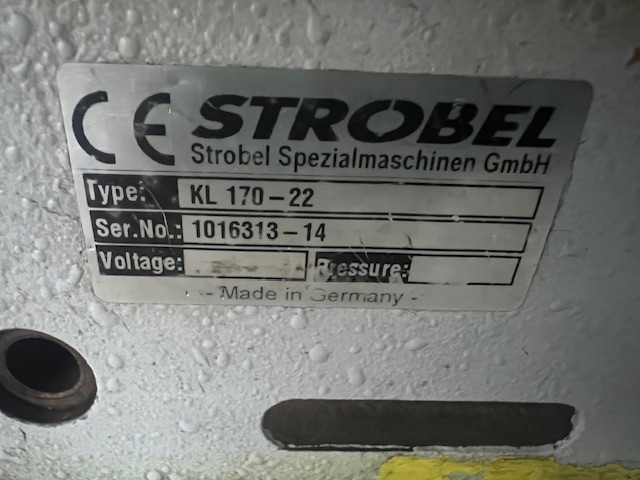 CE STROBEL
Strobel Spezialmaschinen GmbH
Type: KL 170-22
Ser.No.: 1016313-14
Voltage: Pressure:
- Made in Germany -